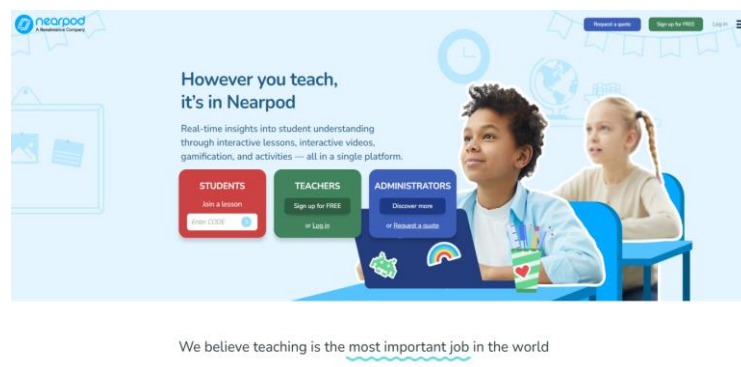 nearpod
A Renaissance Company
Request a quote
Sign up for FREE
Log in
However you teach,
it's in Nearpod
Real-time insights into student understanding
through interactive lessons, interactive videos,
gamification, and activities — all in a single platform.
STUDENTS
Join a lesson
Enter CODE
TEACHERS
Sign up for FREE
or Log in
ADMINISTRATORS
Discover more
or Request a quote
We believe teaching is the most important job in the world